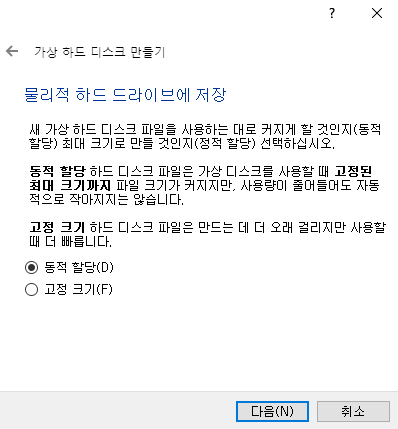 ?
가상 하드 디스크 만들기
물리적 하드 드라이브에 저장
새 가상 하드 디스크 파일을 사용하는 대로 커지게 할 것인지(동적
할당) 최대 크기로 만들 것인지(정적 할당) 선택하십시오.
동적 할당 하드 디스크 파일은 가상 디스크를 사용할 때 고정된
최대 크기까지 파일 크기가 커지지만, 사용량이 줄어들어도 자동
적으로 작아지지는 않습니다.
고정 크기 하드 디스크 파일은 만드는 데 더 오래 걸리지만 사용할
때 더 빠릅니다.
동적 할당(D)
고정 크기(F)
다음(N)
취소